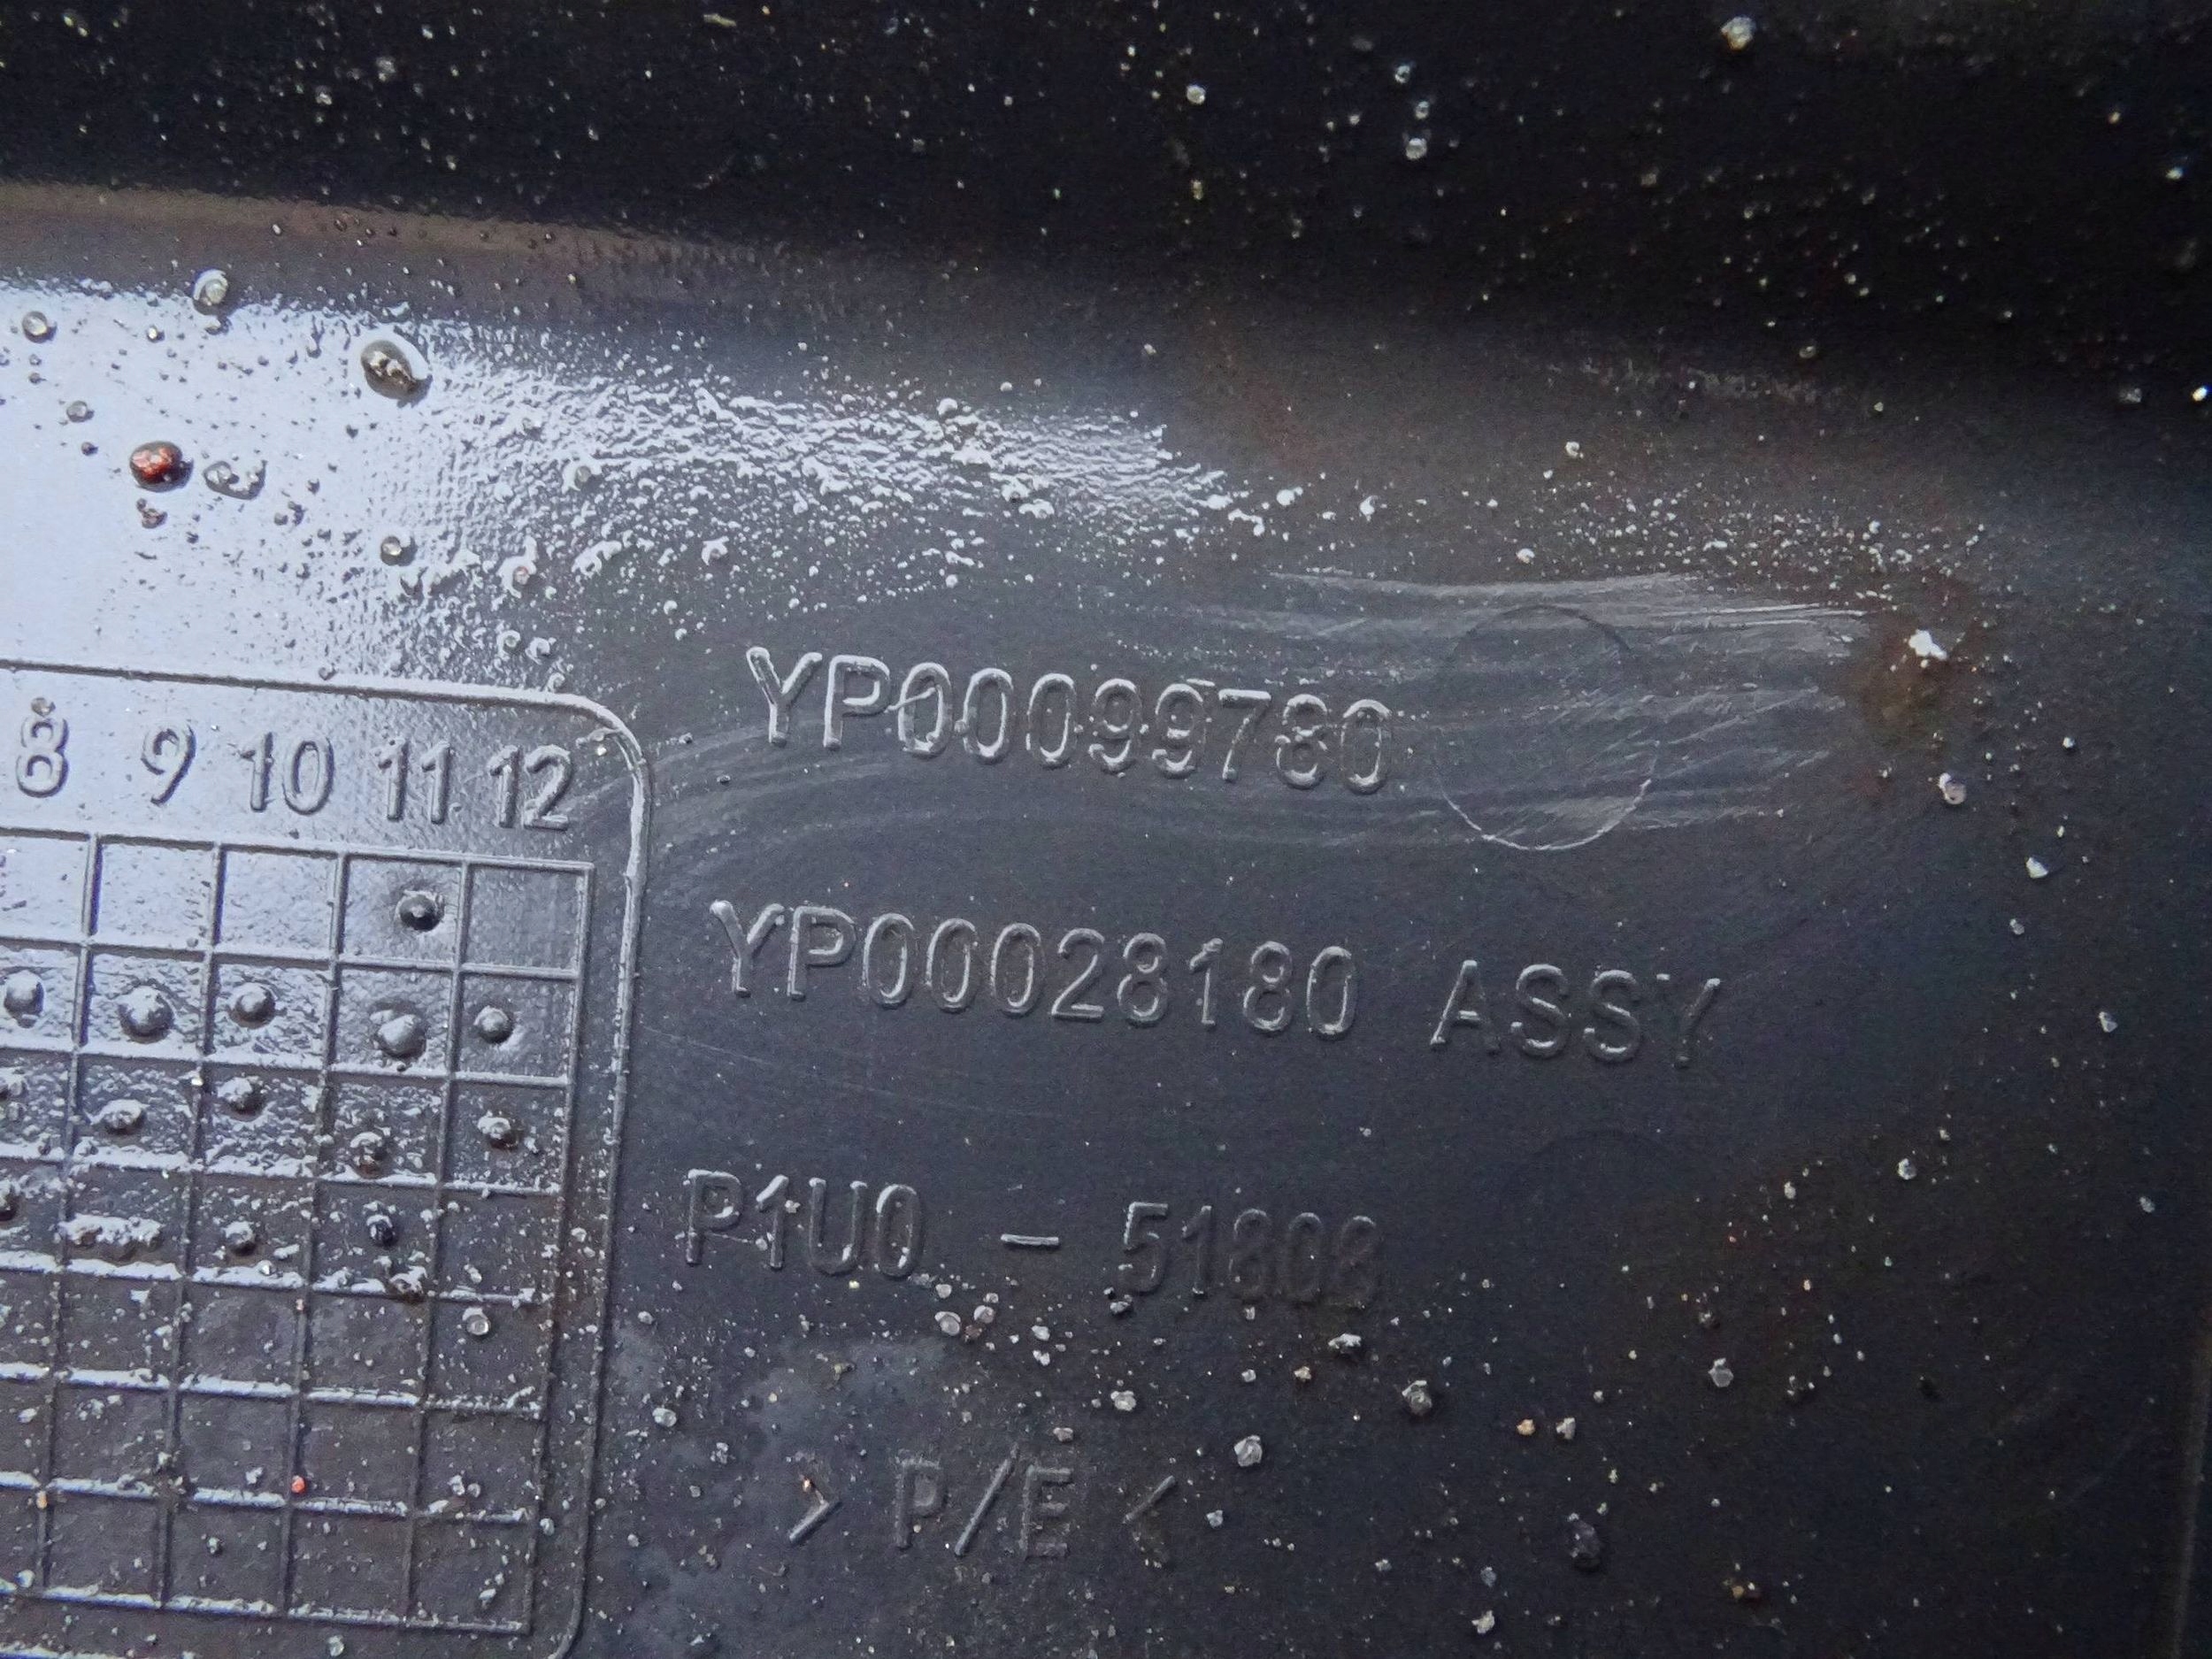 YP00099780
8 9 10 11 12
YP00028180 ASSY
P1U0 - 51808
> P/E <